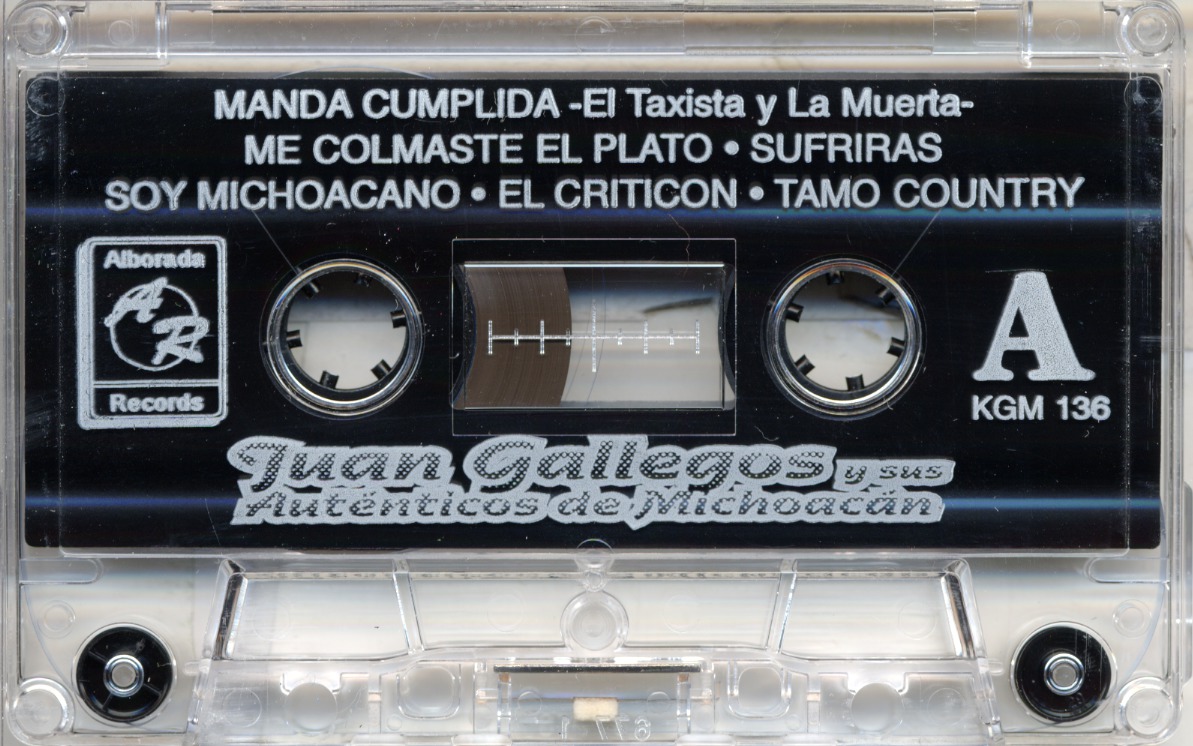 MANDA CUMPLIDA -El Taxista y La Muerta-
ME COLMASTE EL PLATO • SUFRIRAS
SOY MICHOACANO • EL CRITICON • TAMO COUNTRY
Alborada
AR
Records
A
KGM 136
Juan Gallegos y sus
Auténticos de Michoacán